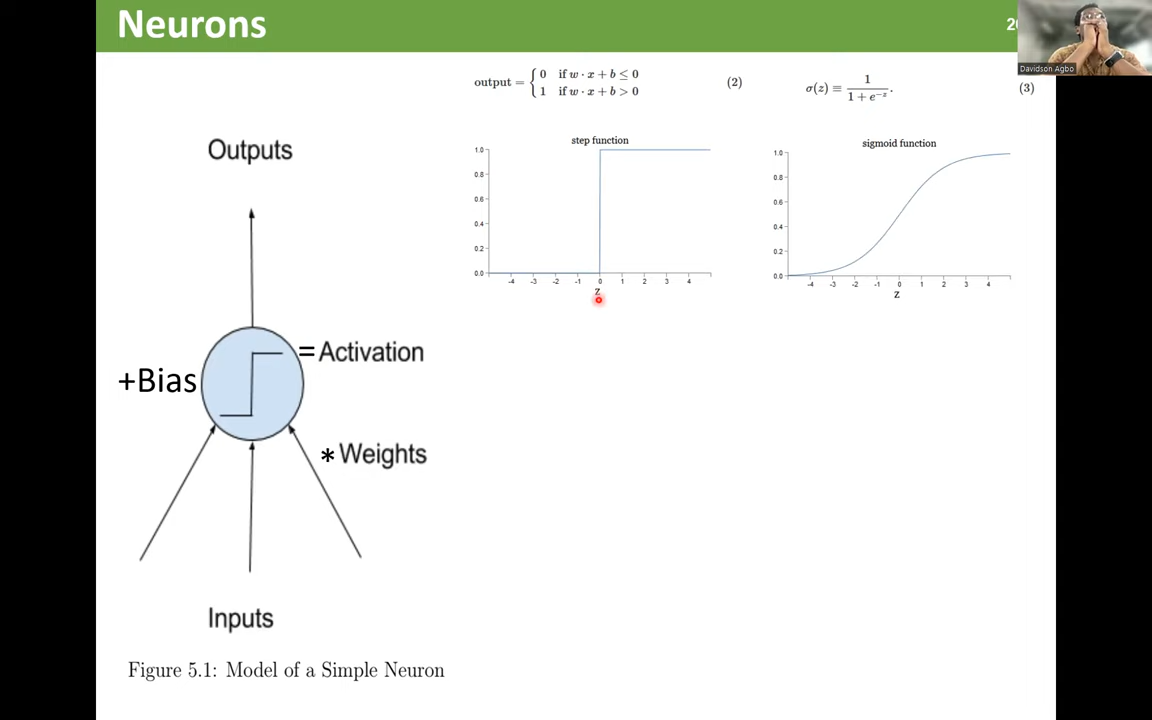 Neurons
Davidson Agbo
output = { 0 if w · x + b ≤ 0
1 if w · x + b > 0 (2)
σ(z) ≡ 1 / 1 + e^−z. (3)
step function
1.0
0.8
0.6
0.4
0.2
0.0
-4 -3 -2 -1 0 1 2 3 4
Z
sigmoid function
1.0
0.8
0.6
0.4
0.2
0.0
-4 -3 -2 -1 0 1 2 3 4
Z
Outputs
=Activation
+Bias
*Weights
Inputs
Figure 5.1: Model of a Simple Neuron